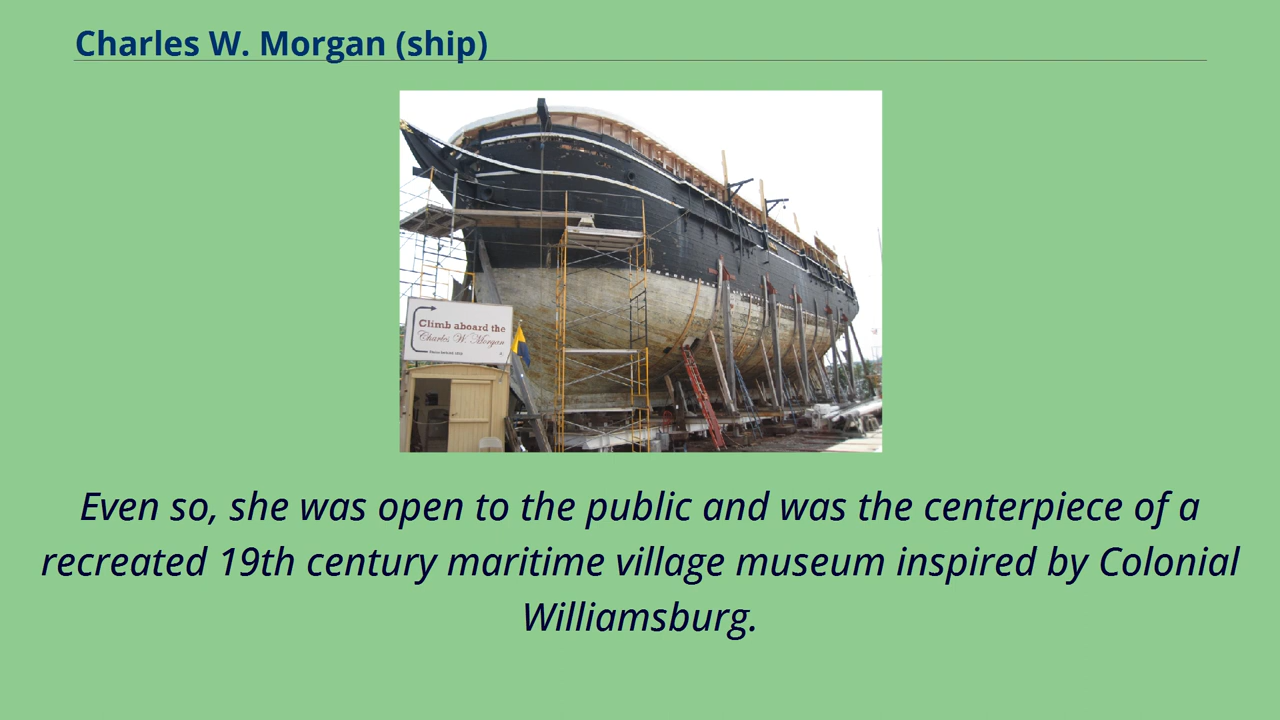 Charles W. Morgan (ship)
Climb aboard the
Charles W. Morgan
Even so, she was open to the public and was the centerpiece of a
recreated 19th century maritime village museum inspired by Colonial
Williamsburg.